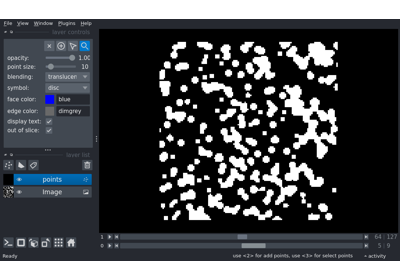 File View Window Plugins Help
layer controls
opacity: 1.00
point size: 10
blending: translucen
symbol: disc
face color: blue
edge color: dimgrey
display text:
out of slice:
layer list
points
Image
1 64 127
0 5 9
Ready use <2> for add points, use <3> for select points activity